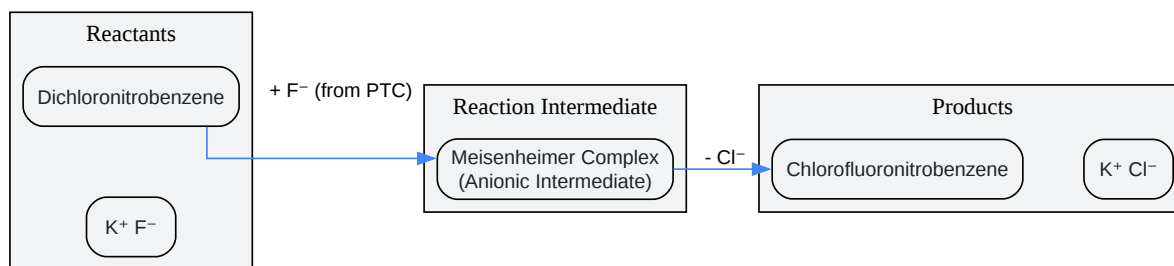 Reactants
Dichloronitrobenzene
K⁺ F⁻
+ F⁻ (from PTC)
Reaction Intermediate
Meisenheimer Complex
(Anionic Intermediate)
- Cl⁻
Products
Chlorofluoronitrobenzene
K⁺ Cl⁻